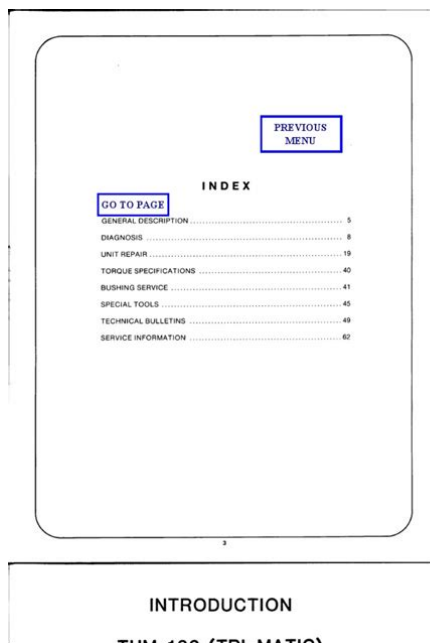 PREVIOUS
MENU
INDEX
GO TO PAGE
GENERAL DESCRIPTION ........................................ 5
DIAGNOSIS ........................................ 8
UNIT REPAIR ........................................ 19
TORQUE SPECIFICATIONS ........................................ 40
BUSHING SERVICE ........................................ 41
SPECIAL TOOLS ........................................ 45
TECHNICAL BULLETINS ........................................ 49
SERVICE INFORMATION ........................................ 62
3
INTRODUCTION